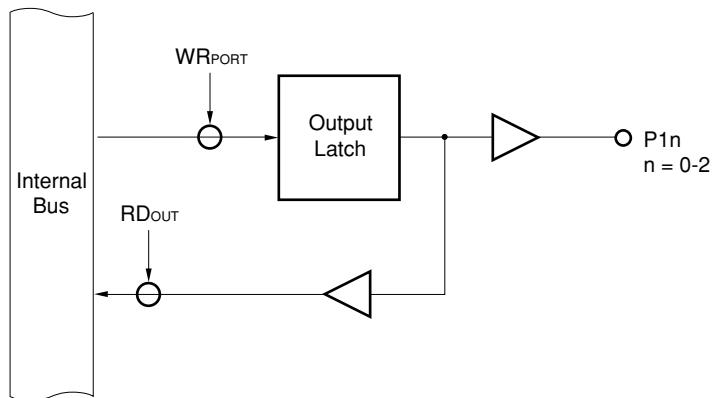 WRPORT
Output
Latch
P1n
n = 0-2
Internal
Bus
RDOUT